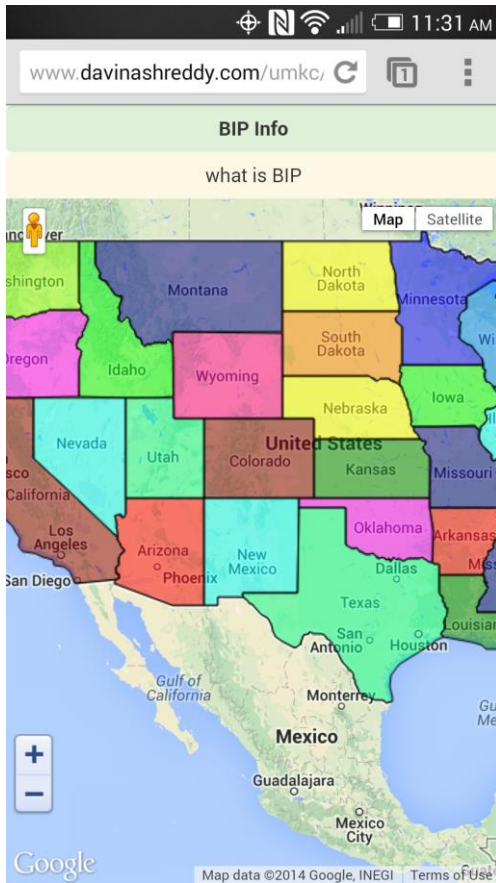 11:31 AM
www.davinashreddy.com/umkc/
1
BIP Info
what is BIP
Map Satellite
North
Dakota
Montana
Minnesota
South
Dakota
Idaho
Wyoming
Iowa
Nebraska
United States
Nevada
Utah
Colorado
Kansas
Missouri
California
Los
Angeles
Arizona
New
Mexico
Oklahoma
Arkansas
Phoenix
Dallas
San Diego
Texas
San
Antonio
Houston
Gulf of
California
Monterrey
Mexico
Guadalajara
Mexico
City
+
−
Google
Map data ©2014 Google, INEGI Terms of Use